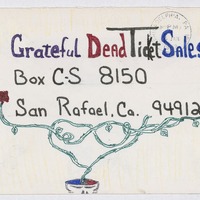 Grateful Dead Ticket Sales
Box C-S 8150
San Rafael, Ca. 94912